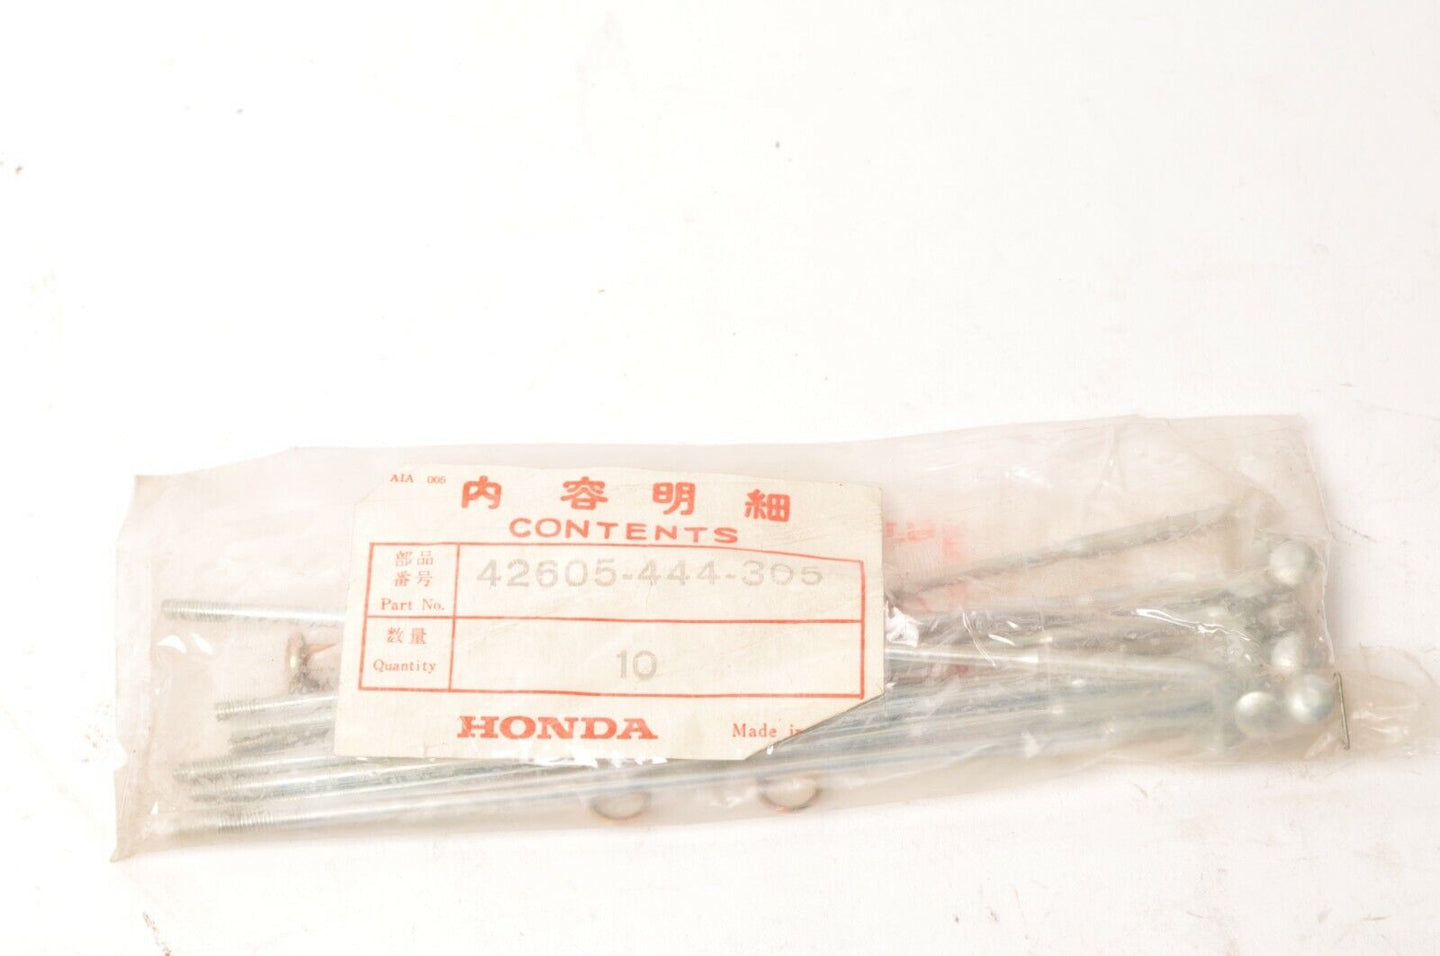 AIA 005
内容明細
CONTENTS
部品
番号
Part No.
42605-444-305
数量
Quantity
10
HONDA
Made in